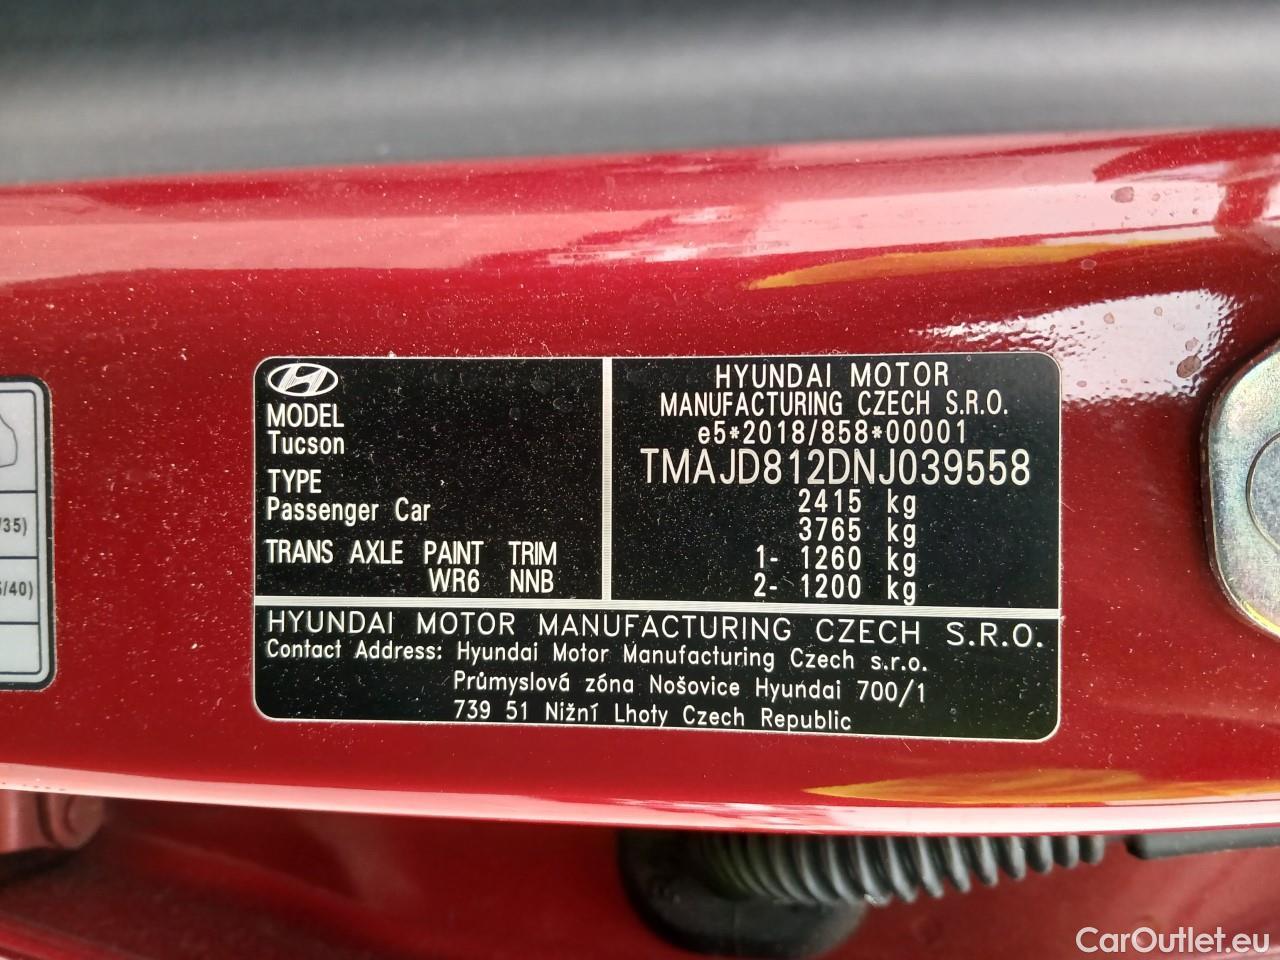 MODEL
Tucson
TYPE
Passenger Car
TRANS AXLE PAINT TRIM
WR6 NNB
HYUNDAI MOTOR
MANUFACTURING CZECH S.R.O.
e5*2018/858*00001
TMAJD812DNJ039558
2415 kg
3765 kg
1- 1260 kg
2- 1200 kg
HYUNDAI MOTOR MANUFACTURING CZECH S.R.O.
Contact Address: Hyundai Motor Manufacturing Czech s.r.o.
Průmyslová zóna Nošovice Hyundai 700/1
739 51 Nižní Lhoty Czech Republic
/35)
/40)
CarOutlet.eu